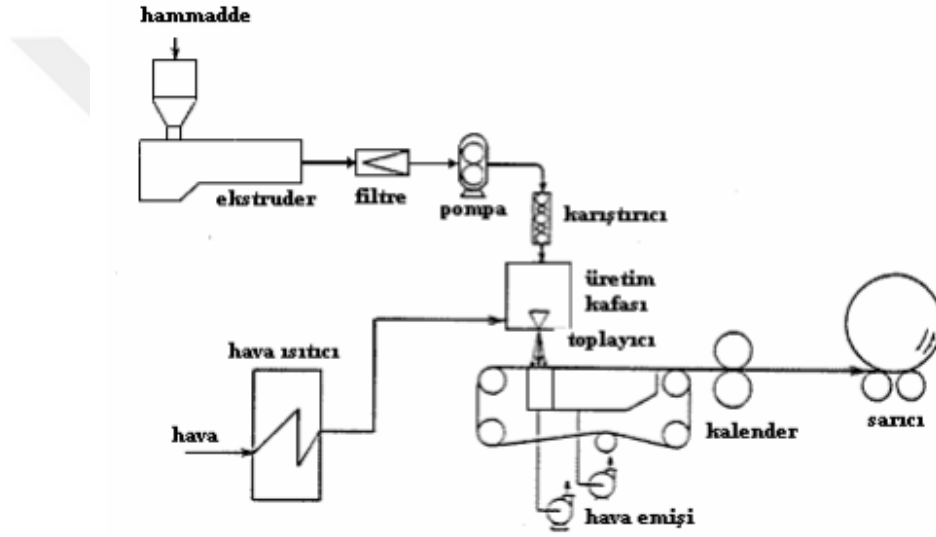 hammadde
ekstruder
filtre
pompa
karıştırıcı
üretim
kafası
toplayıcı
hava ısıtıcı
hava
kalender
sarıcı
hava emişi